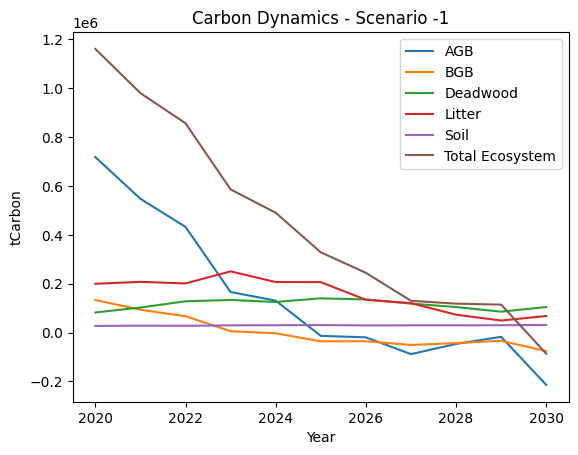 Carbon Dynamics - Scenario -1
1e6
1.2
1.0
0.8
0.6
0.4
0.2
0.0
−0.2
tCarbon
AGB
BGB
Deadwood
Litter
Soil
Total Ecosystem
2020 2022 2024 2026 2028 2030
Year